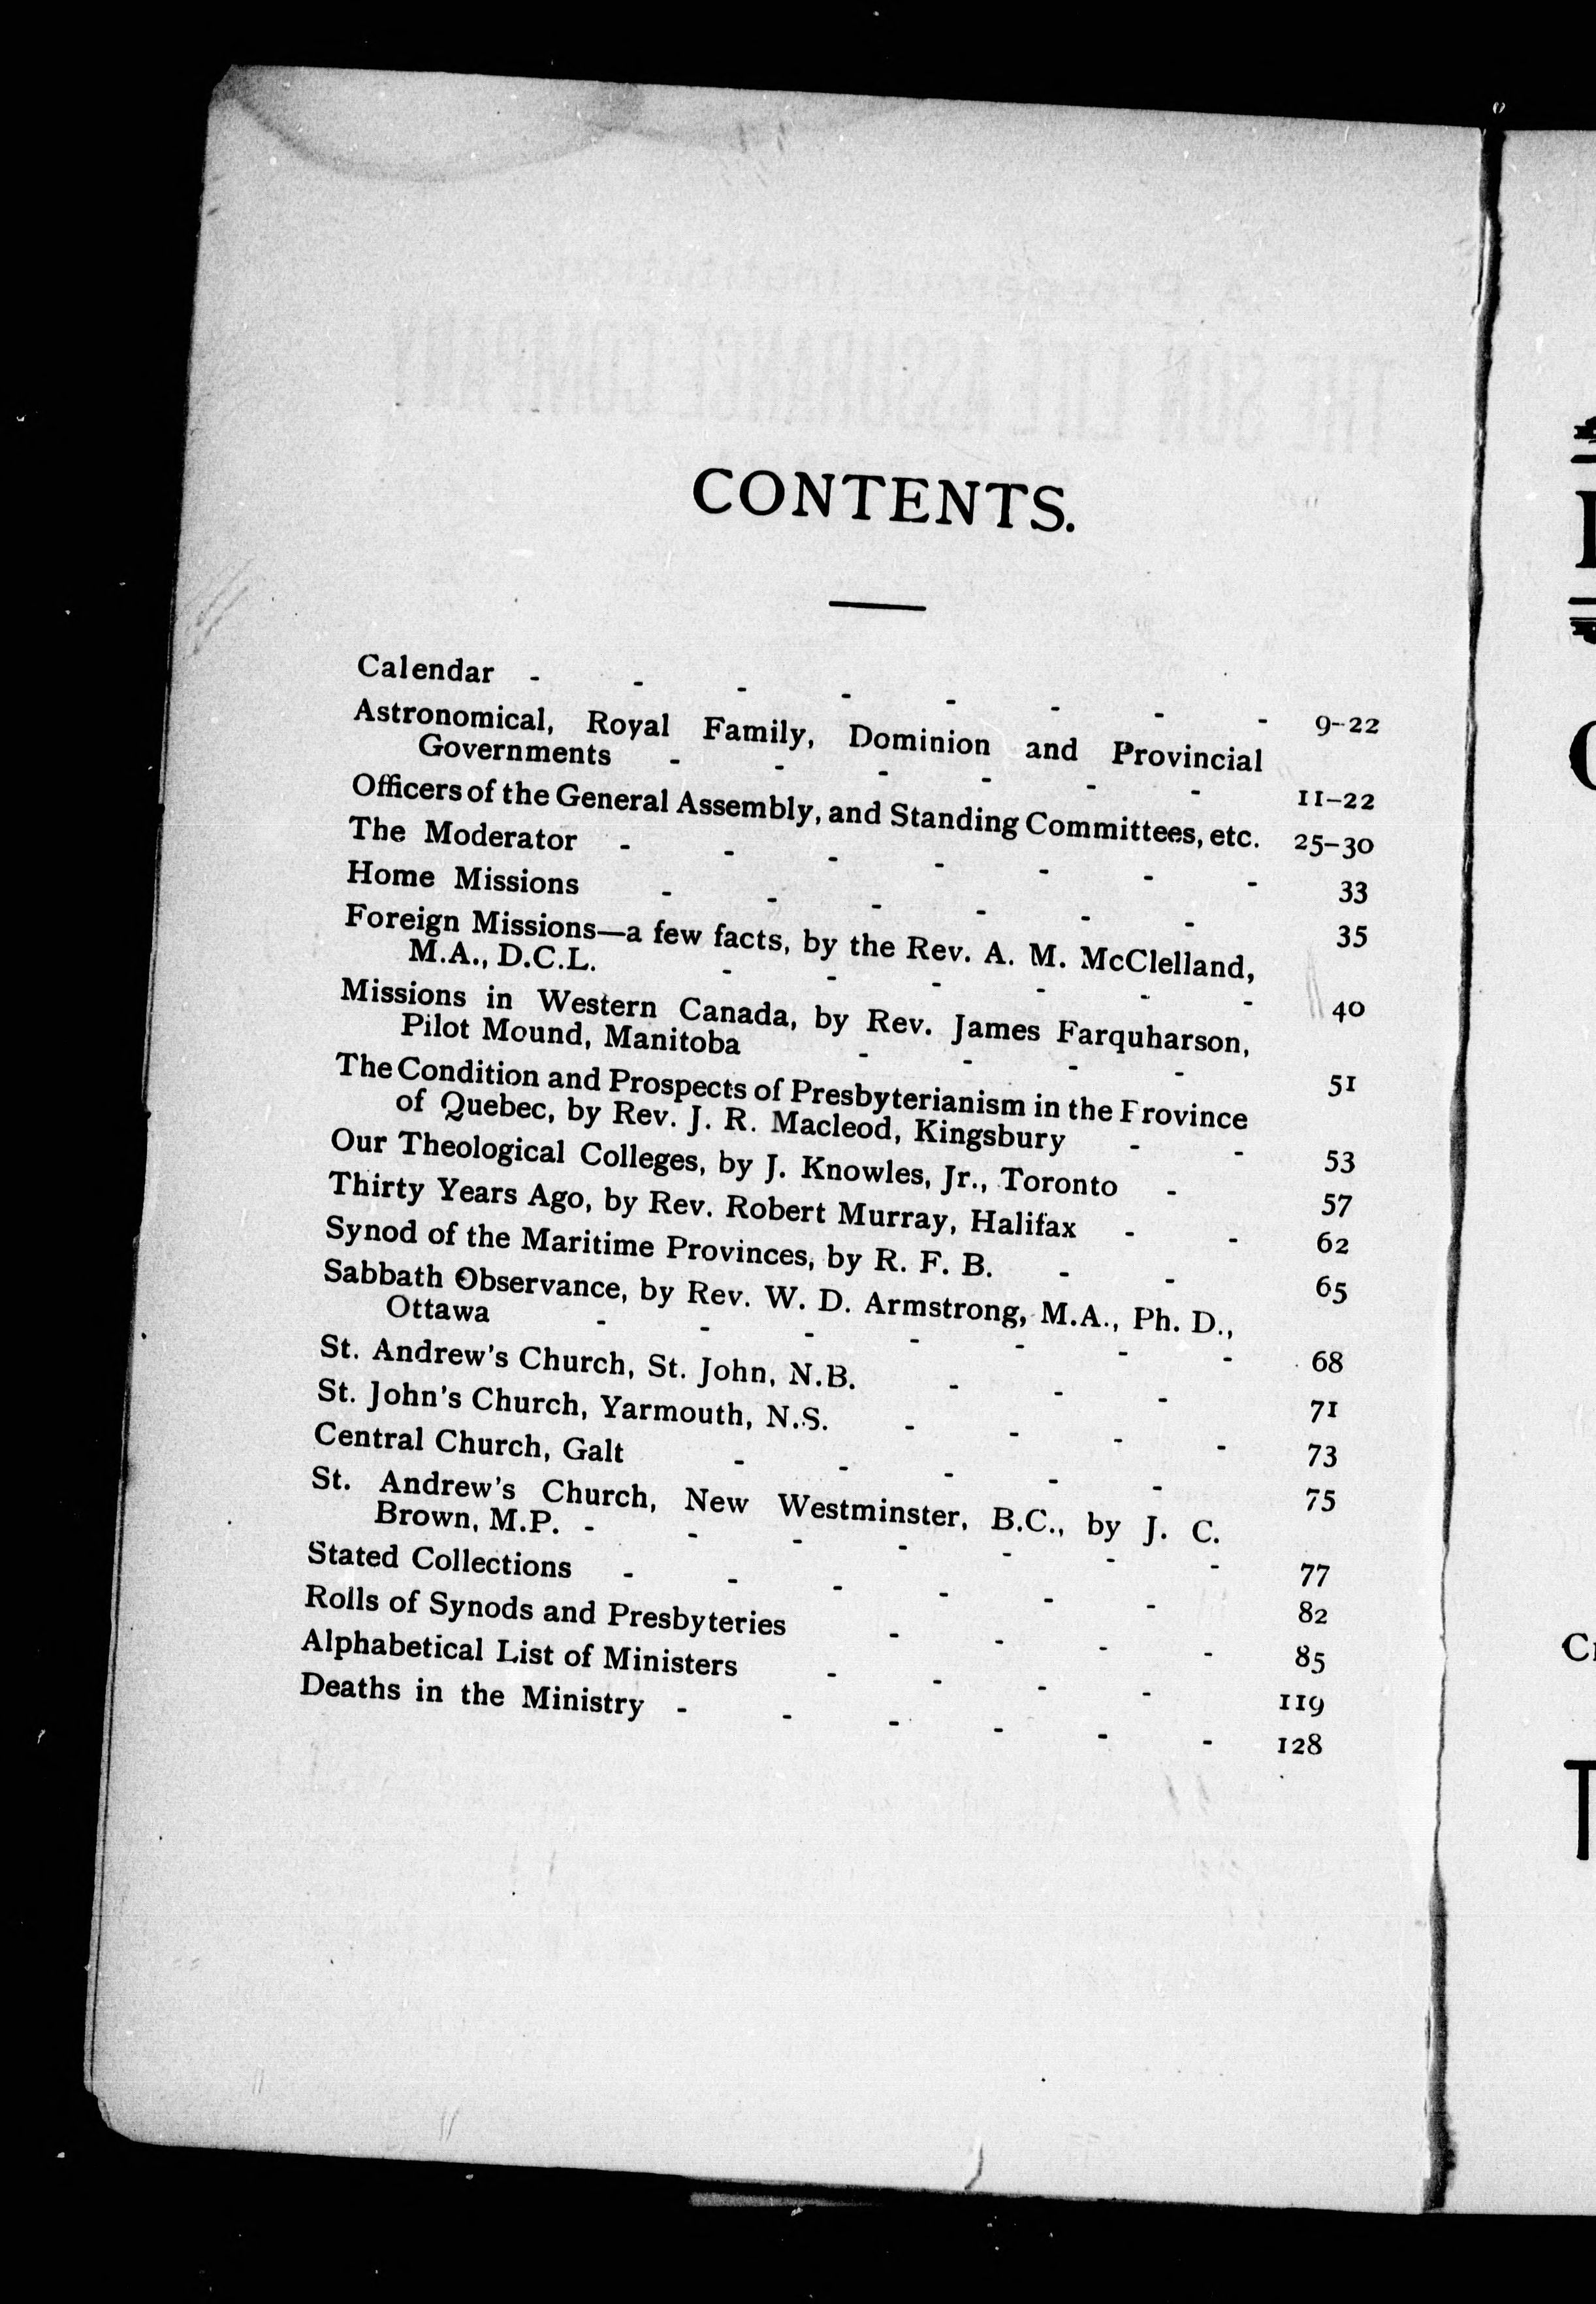 CONTENTS.
Calendar - - - - - - - - 9-22
Astronomical, Royal Family, Dominion and Provincial
Governments - - - - - - 11-22
Officers of the General Assembly, and Standing Committees, etc. 25-30
The Moderator - - - - - - - 33
Home Missions - - - - - - 35
Foreign Missions—a few facts, by the Rev. A. M. McClelland,
M.A., D.C.L. - - - - - - 40
Missions in Western Canada, by Rev. James Farquharson,
Pilot Mound, Manitoba - - - - 51
The Condition and Prospects of Presbyterianism in the Province
of Quebec, by Rev. J. R. Macleod, Kingsbury - - 53
Our Theological Colleges, by J. Knowles, Jr., Toronto - 57
Thirty Years Ago, by Rev. Robert Murray, Halifax - - 62
Synod of the Maritime Provinces, by R. F. B. - - 65
Sabbath Observance, by Rev. W. D. Armstrong, M.A., Ph. D.,
Ottawa - - - - - - - 68
St. Andrew's Church, St. John, N.B. - - - 71
St. John's Church, Yarmouth, N.S. - - - - 73
Central Church, Galt - - - - - 75
St. Andrew's Church, New Westminster, B.C., by J. C.
Brown, M.P. - - - - - - - 77
Stated Collections - - - - - - 82
Rolls of Synods and Presbyteries - - - - 85
Alphabetical List of Ministers - - - - 119
Deaths in the Ministry - - - - - - 128